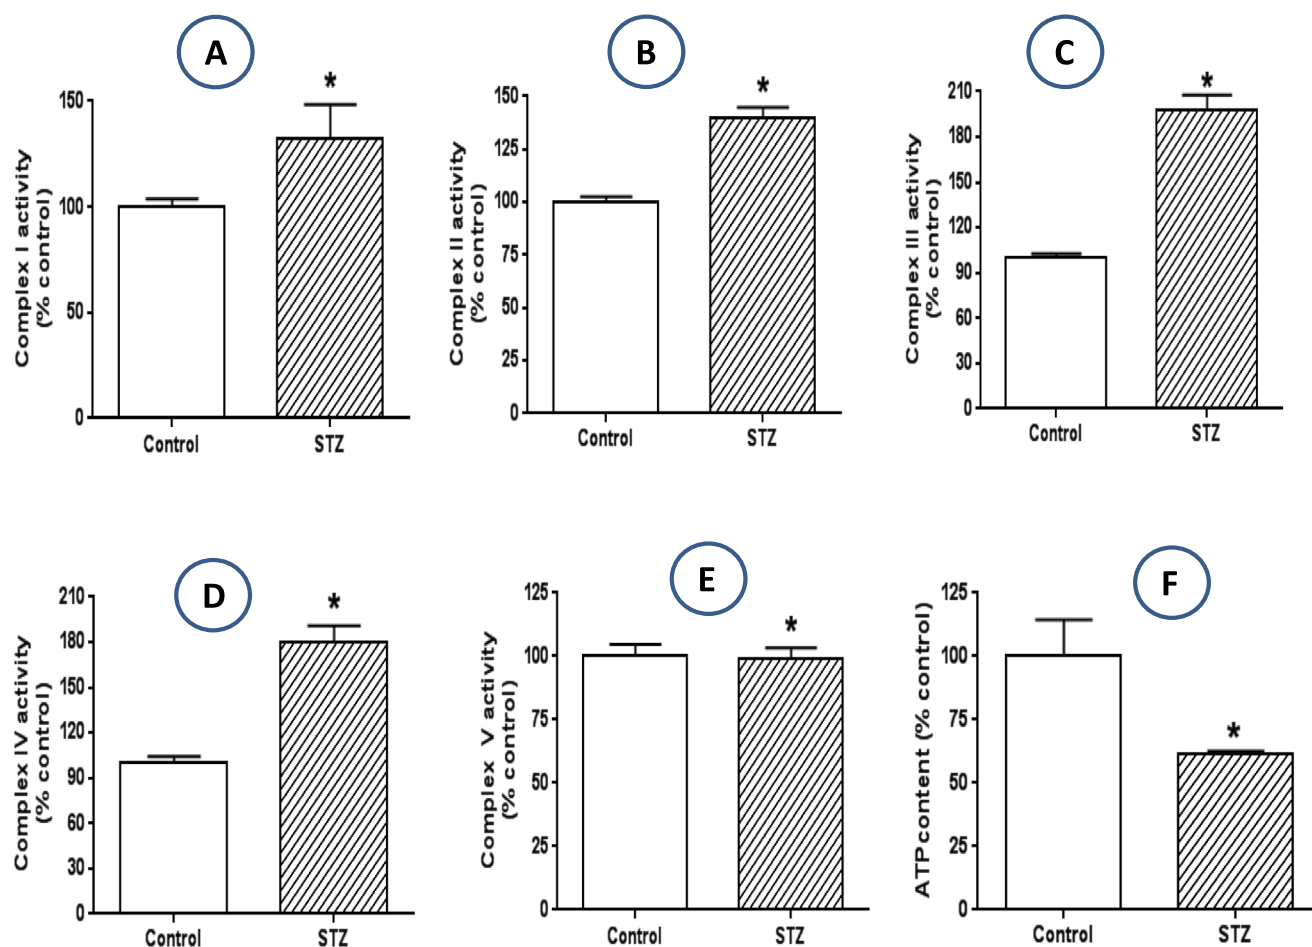 A
B
C
*
*
*
150
100
50
0
Complex I activity
(% control)
Control
STZ
150
125
100
75
50
25
0
Complex II activity
(% control)
Control
STZ
210
180
150
120
90
60
30
0
Complex III activity
(% control)
Control
STZ
D
E
F
*
*
*
210
180
150
120
90
60
30
0
Complex IV activity
(% control)
Control
STZ
125
100
75
50
25
0
Complex V activity
(% control)
Control
STZ
125
100
75
50
25
0
ATPcontent (% control)
Control
STZ